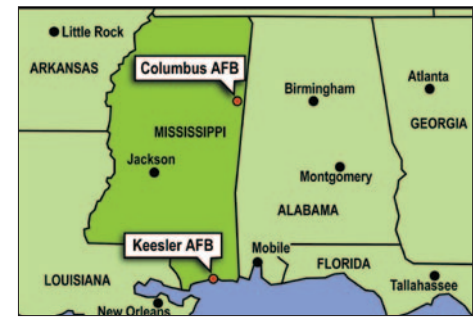 Little Rock
ARKANSAS
Columbus AFB
Birmingham
Atlanta
GEORGIA
MISSISSIPPI
Jackson
Montgomery
ALABAMA
Keesler AFB
Mobile
FLORIDA
LOUISIANA
Tallahassee
New Orleans